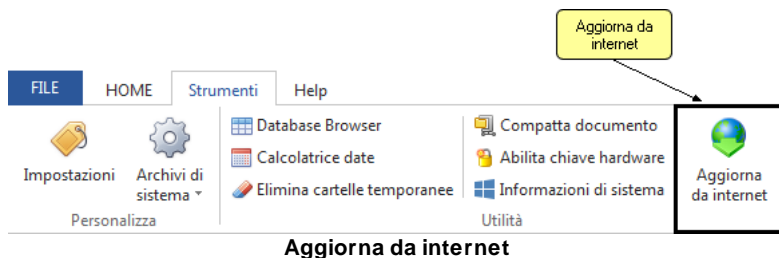 Aggiorna da
internet
FILE HOME Strumenti Help
Database Browser
Calcolatrice date
Elimina cartelle temporanee
Compatta documento
Abilita chiave hardware
Informazioni di sistema
Impostazioni
Archivi di
sistema
Aggiorna
da internet
Personalizza
Utilità
Aggiorna da internet